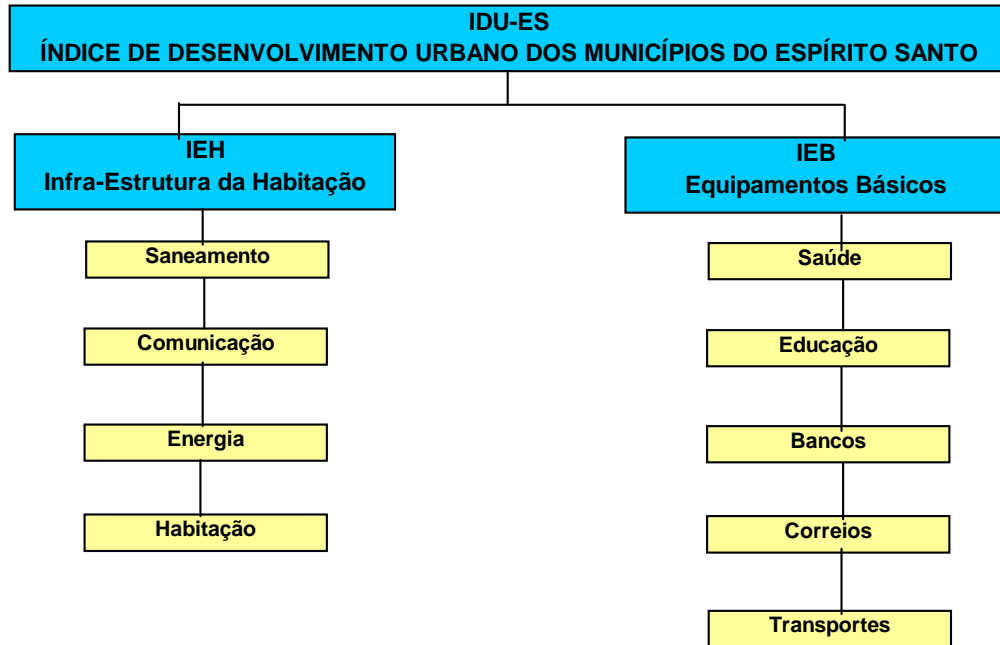 IDU-ES
ÍNDICE DE DESENVOLVIMENTO URBANO DOS MUNICÍPIOS DO ESPÍRITO SANTO
IEH
Infra-Estrutura da Habitação
Saneamento
Comunicação
Energia
Habitação
IEB
Equipamentos Básicos
Saúde
Educação
Bancos
Correios
Transportes